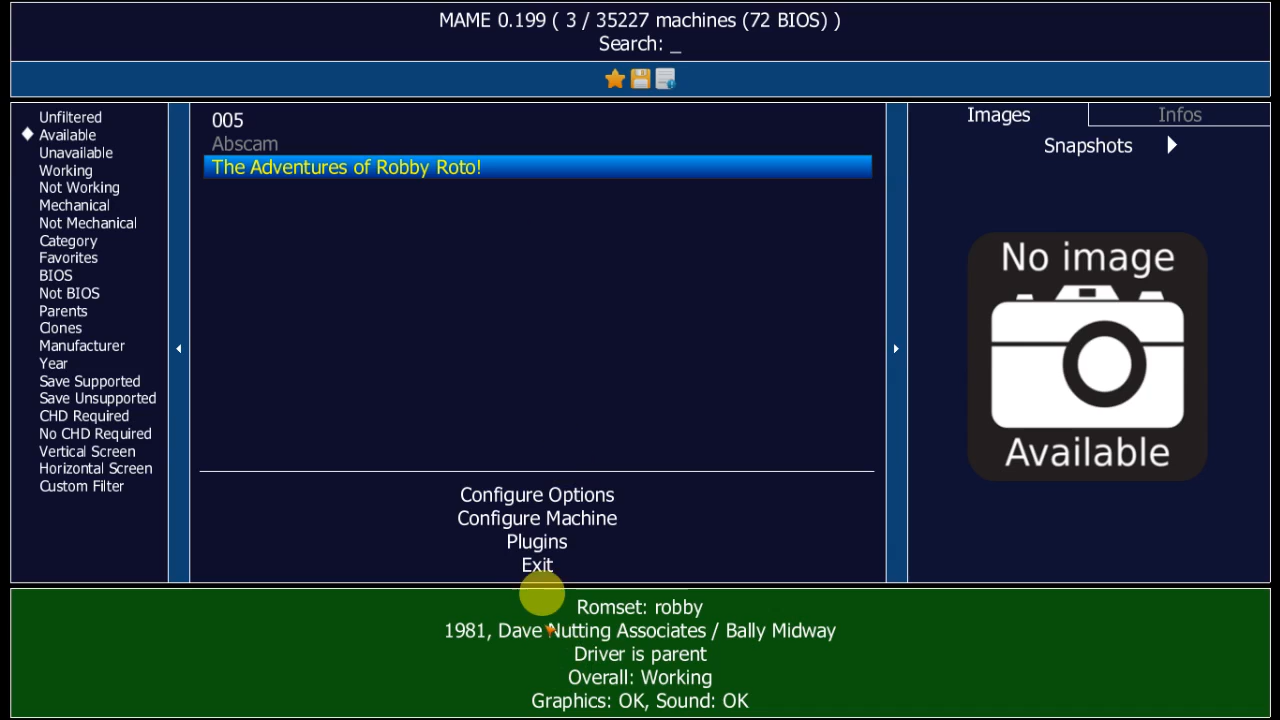 MAME 0.199 ( 3 / 35227 machines (72 BIOS) )
Search: _
Unfiltered
Available
Unavailable
Working
Not Working
Mechanical
Not Mechanical
Category
Favorites
BIOS
Not BIOS
Parents
Clones
Manufacturer
Year
Save Supported
Save Unsupported
CHD Required
No CHD Required
Vertical Screen
Horizontal Screen
Custom Filter
005
Abscam
The Adventures of Robby Roto!
Configure Options
Configure Machine
Plugins
Exit
Images
Infos
Snapshots
No image
Available
Romset: robby
1981, Dave Nutting Associates / Bally Midway
Driver is parent
Overall: Working
Graphics: OK, Sound: OK